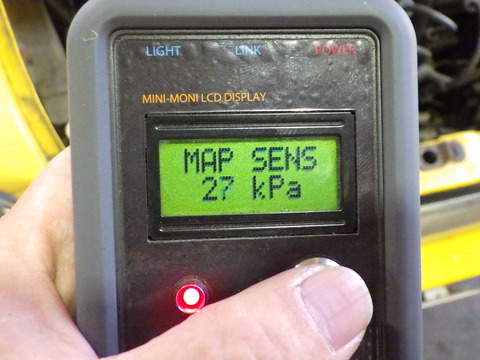 LIGHT LINK POWER
MINI-MONI LCD DISPLAY
MAP SENS
27 kPa